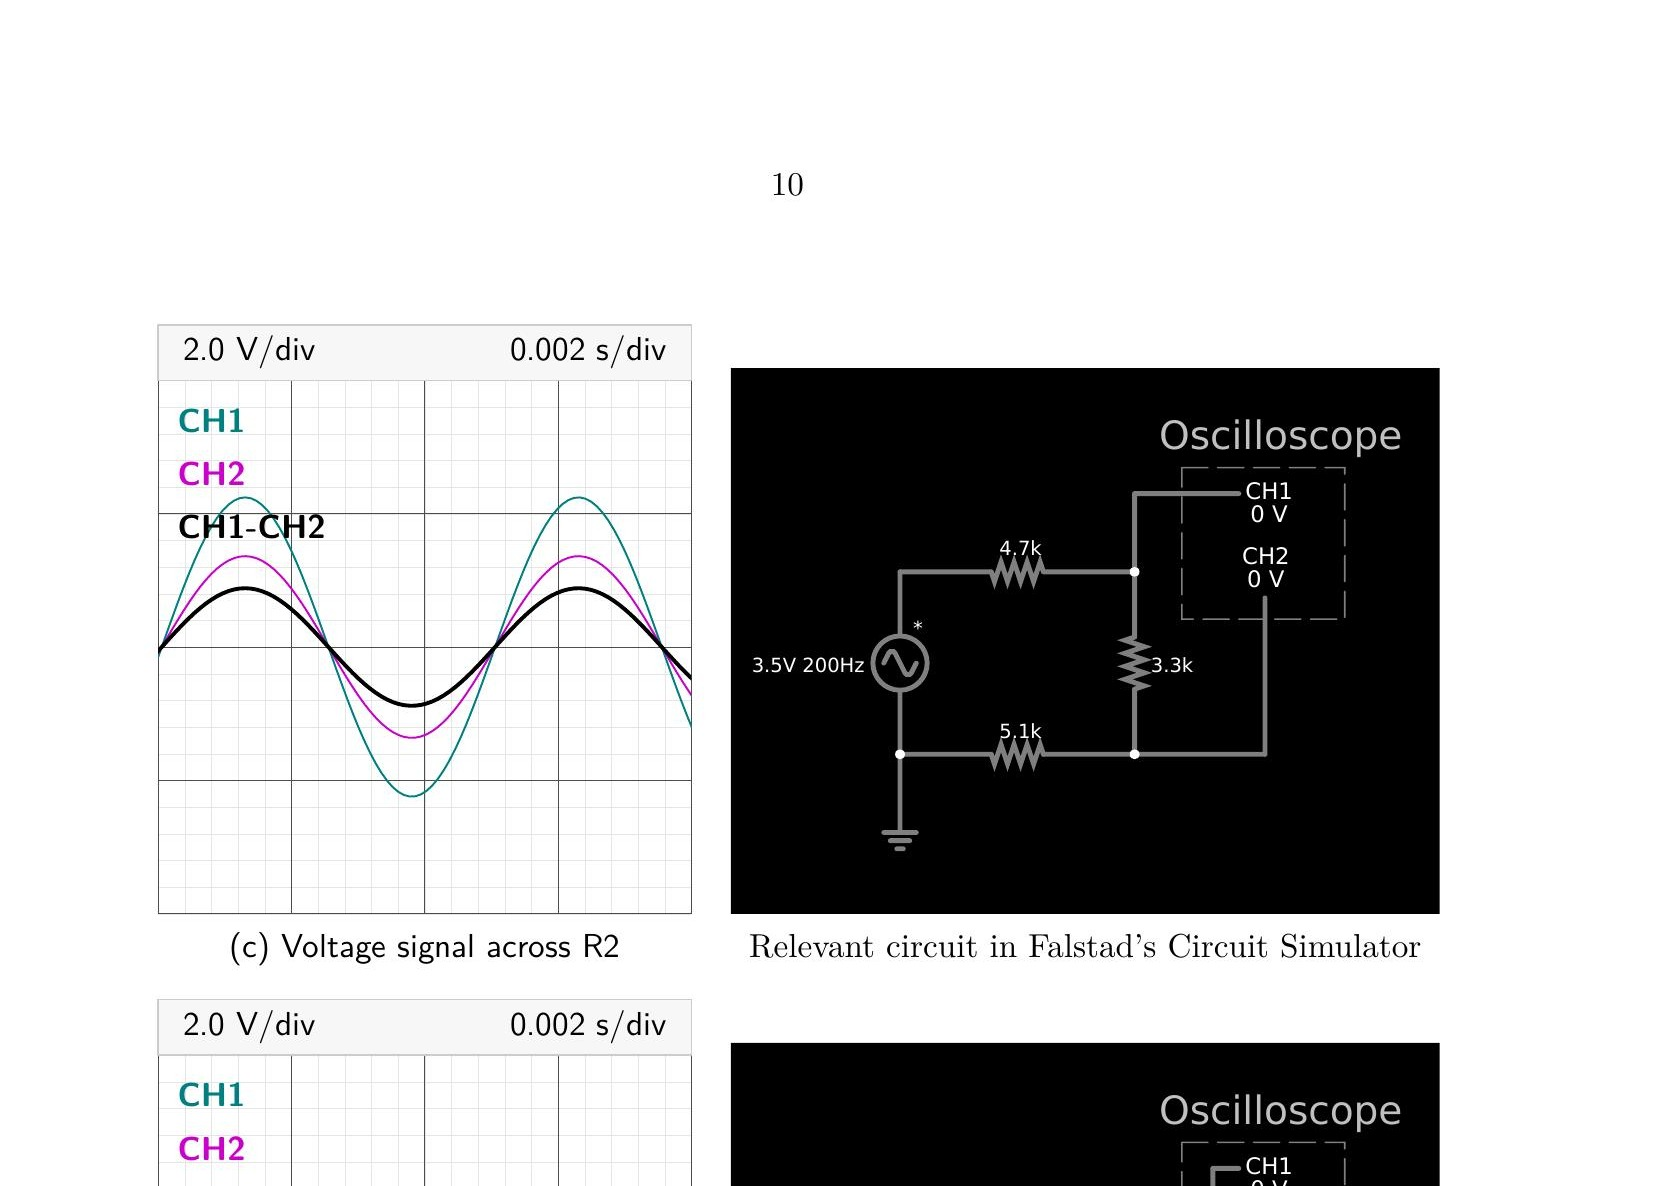 10
2.0 V/div 0.002 s/div
CH1
CH2
CH1-CH2
Oscilloscope
CH1
0 V
CH2
0 V
4.7k
*
3.5V 200Hz
3.3k
5.1k
(c) Voltage signal across R2
Relevant circuit in Falstad's Circuit Simulator
2.0 V/div 0.002 s/div
CH1
CH2
Oscilloscope
CH1
0 V